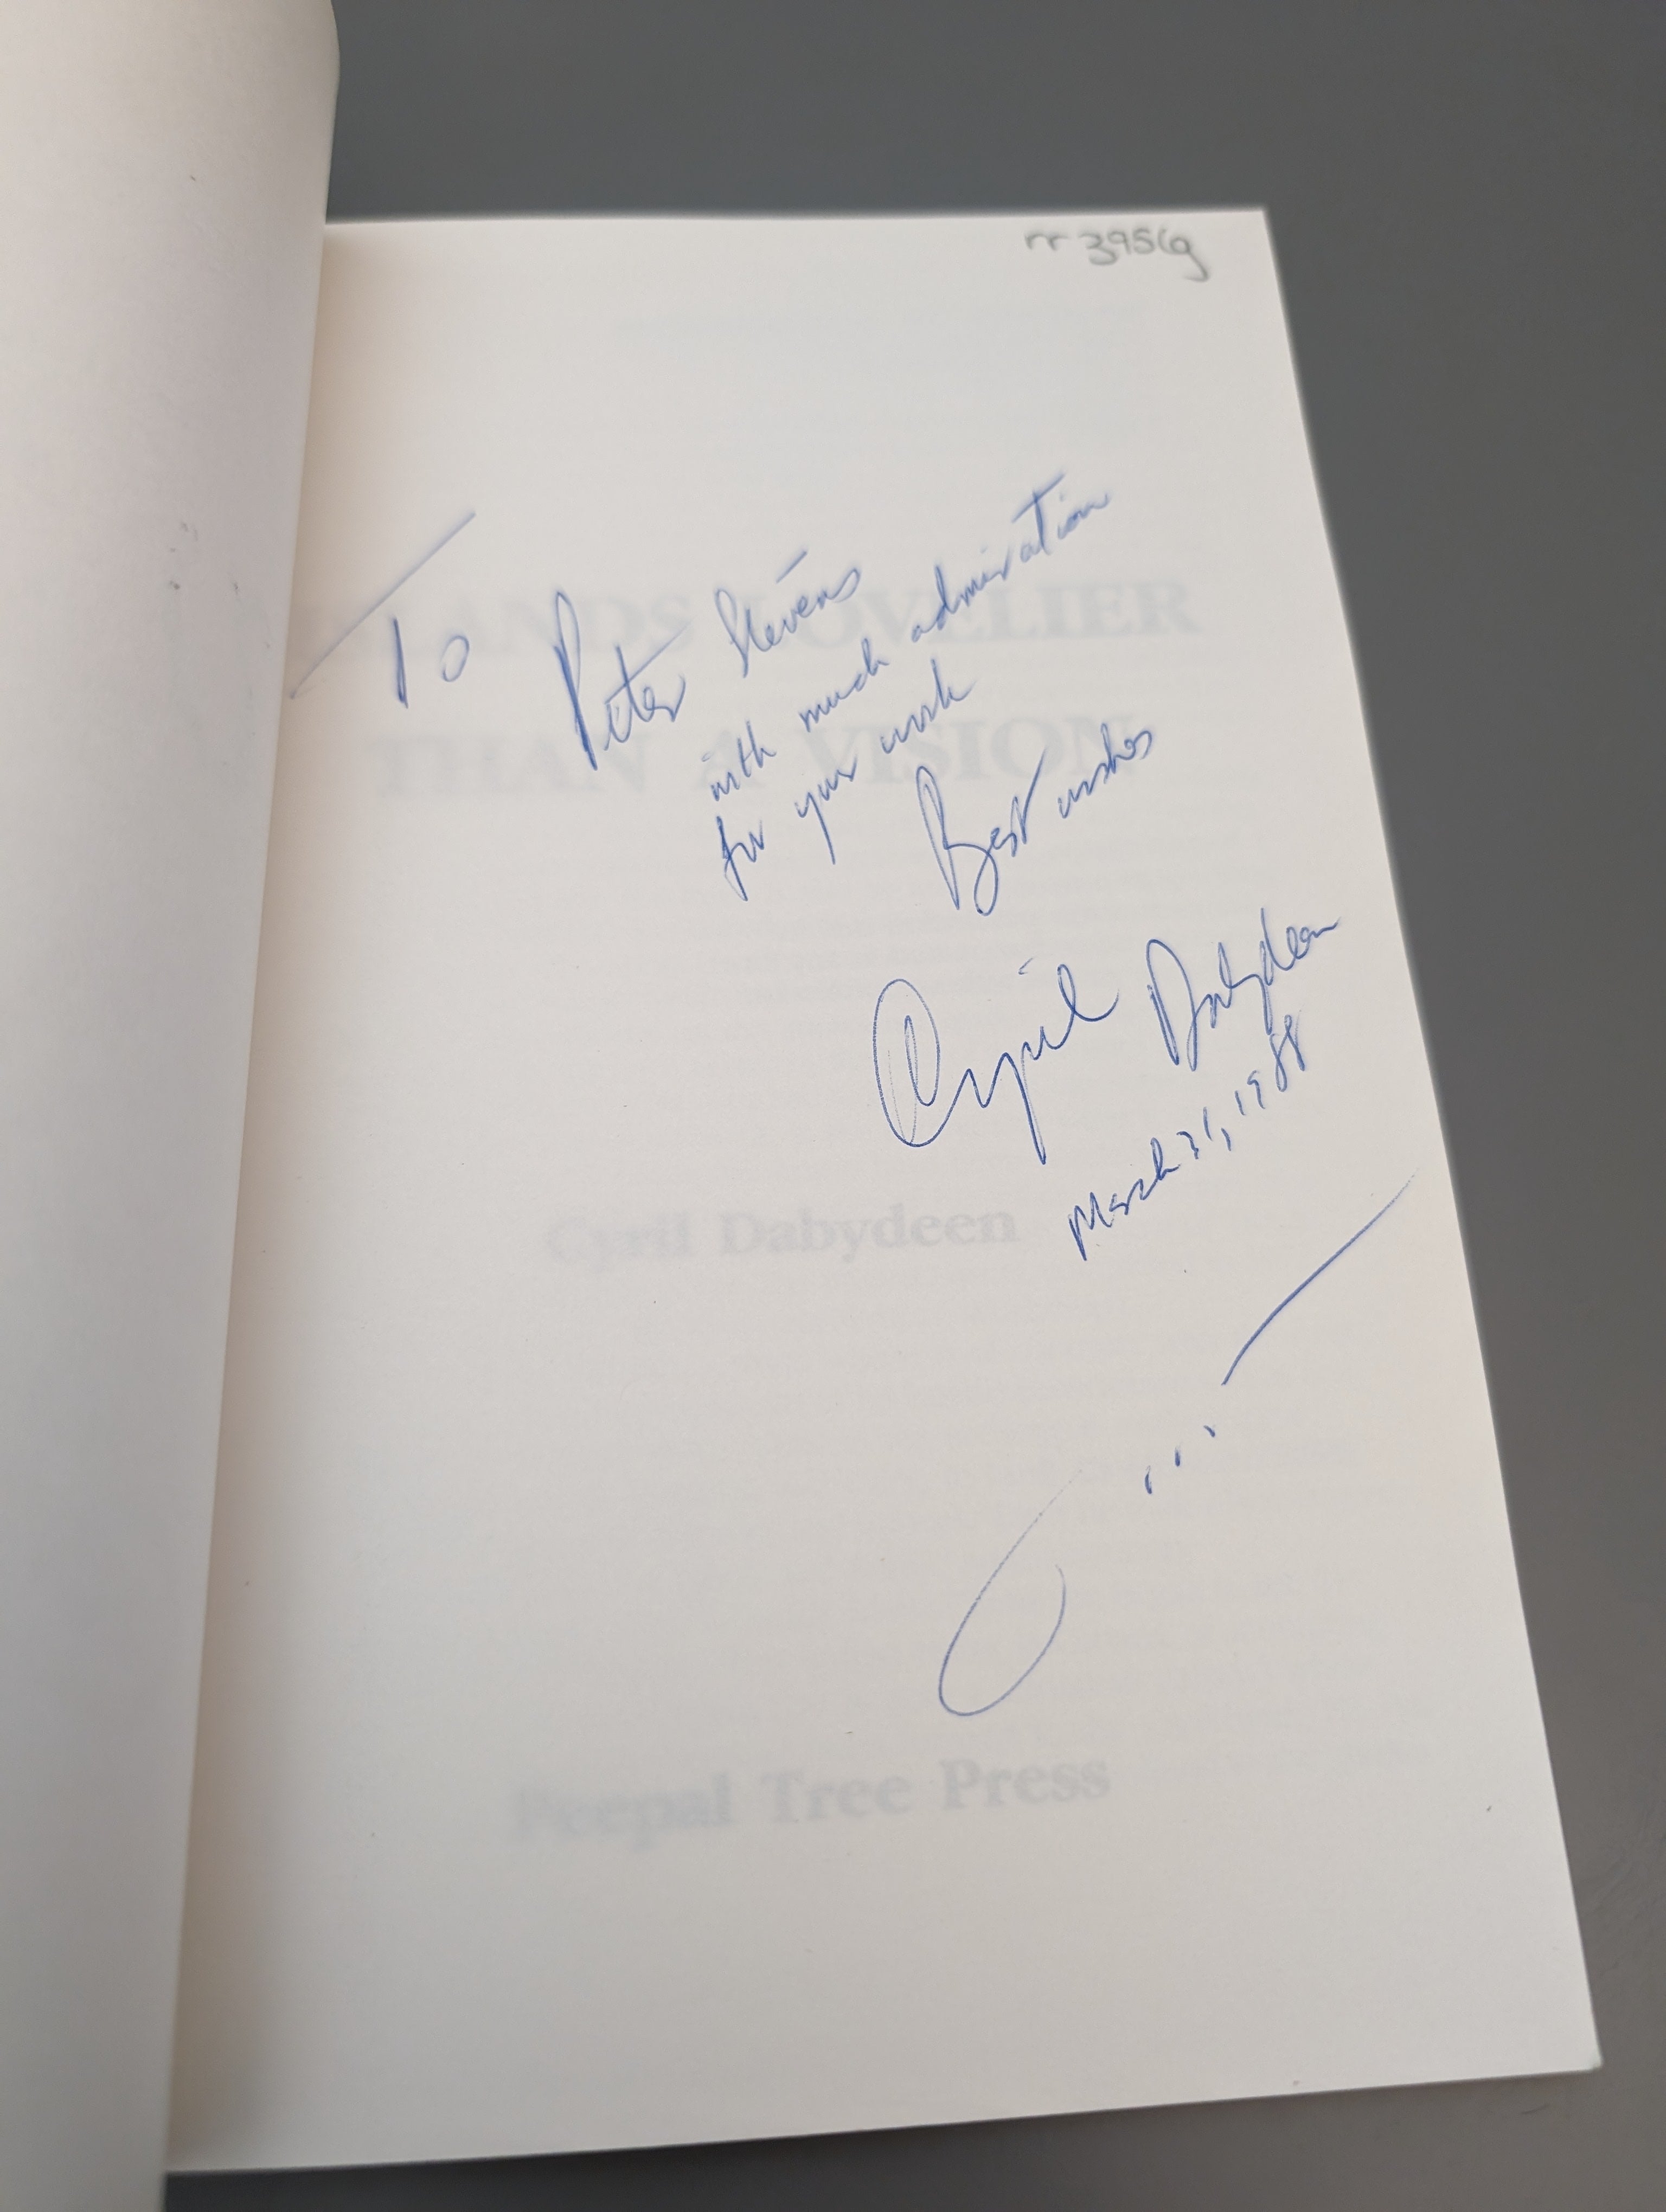 rr 3956g
To Peter Stevens
with much admiration
for your work
Best wishes
Cyril Dabydeen
March 31, 1988
LANDS LOVELIER
THAN A VISION
Cyril Dabydeen
Peepal Tree Press